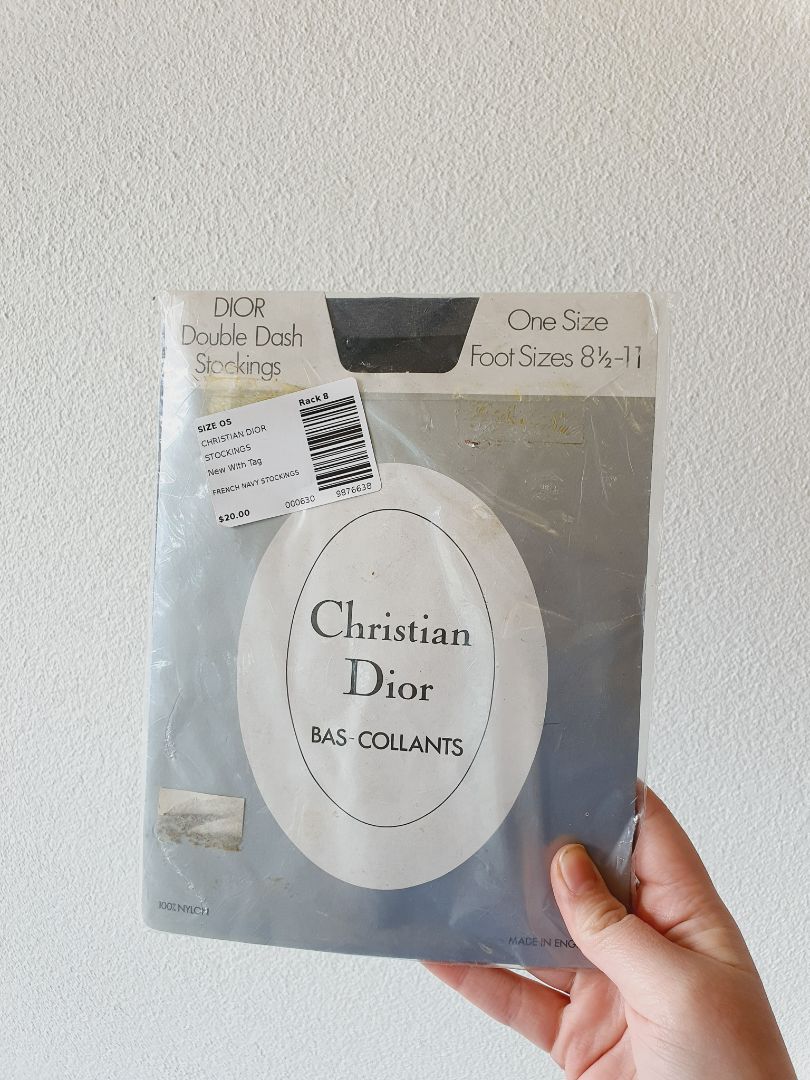 DIOR
Double Dash
Stockings
One Size
Foot Sizes 8½-11
SIZE OS
Rack 8
CHRISTIAN DIOR
STOCKINGS
New With Tag
FRENCH NAVY STOCKINGS
$20.00
000630
9876638
Christian
Dior
BAS-COLLANTS
100% NYLON
MADE IN ENG